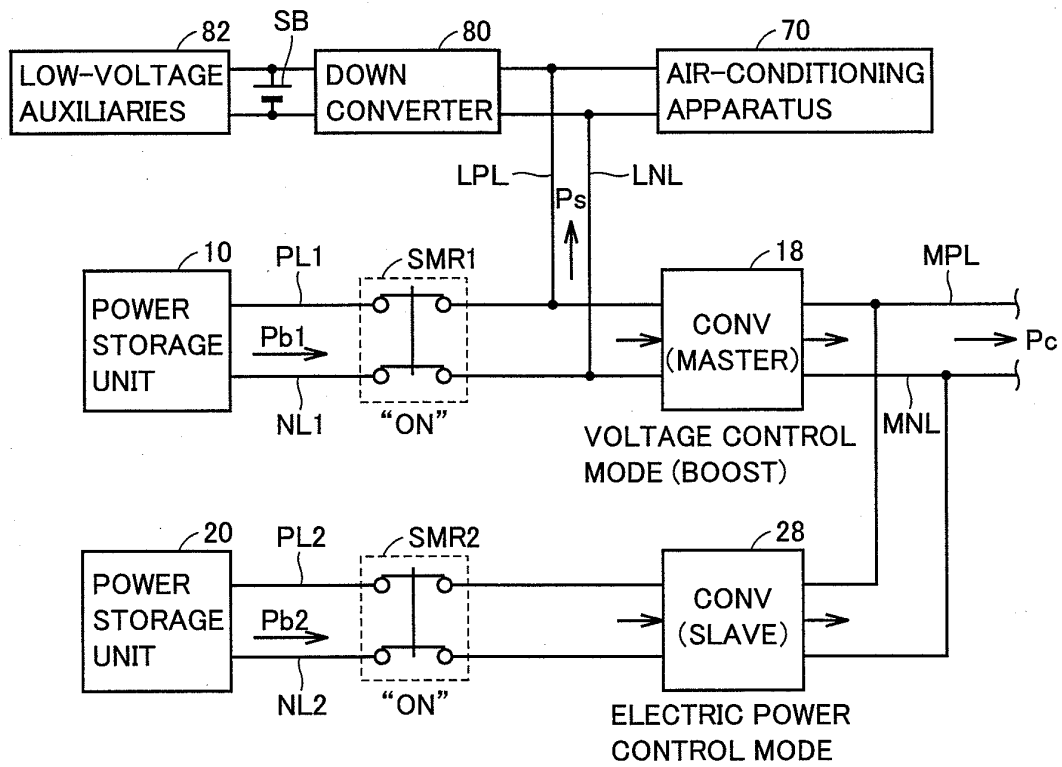 82
SB
80
70
LOW-VOLTAGE
AUXILIARIES
DOWN
CONVERTER
AIR-CONDITIONING
APPARATUS
LPL
LNL
Ps
10
PL1
SMR1
18
MPL
POWER
STORAGE
UNIT
Pb1
CONV
(MASTER)
Pc
NL1
“ON”
MNL
VOLTAGE CONTROL
MODE (BOOST)
20
PL2
SMR2
28
POWER
STORAGE
UNIT
Pb2
CONV
(SLAVE)
NL2
“ON”
ELECTRIC POWER
CONTROL MODE